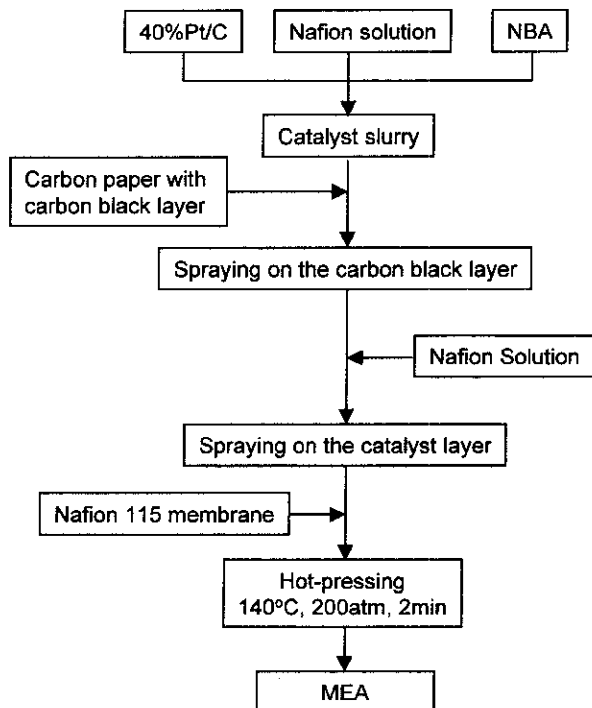 40%Pt/C
Nafion solution
NBA
Catalyst slurry
Carbon paper with
carbon black layer
Spraying on the carbon black layer
Nafion Solution
Spraying on the catalyst layer
Nafion 115 membrane
Hot-pressing
140°C, 200atm, 2min
MEA